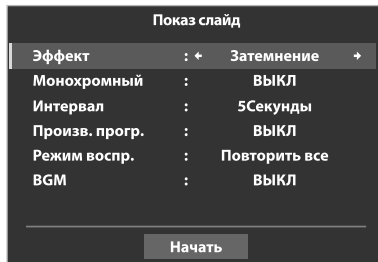 Показ слайд
Эффект : Затемнение
Монохромный : ВЫКЛ
Интервал : 5Секунды
Произв. прогр. : ВЫКЛ
Режим воспр. : Повторить все
BGM : ВЫКЛ
Начать